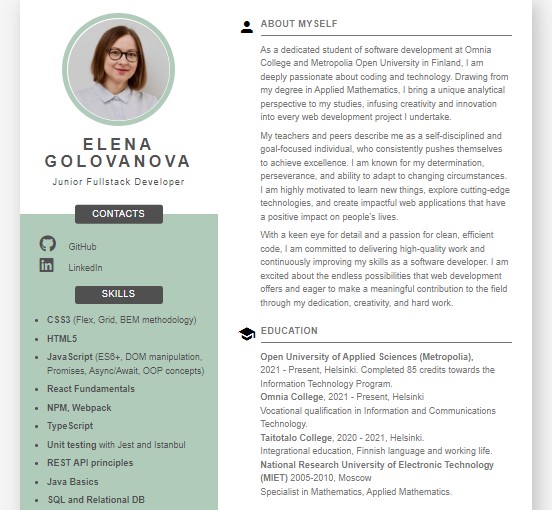 ELENA
GOLOVANOVA
Junior Fullstack Developer
CONTACTS
GitHub
LinkedIn
SKILLS
• CSS3 (Flex, Grid, BEM methodology)
• HTML5
• JavaScript (ES6+, DOM manipulation,
Promises, Async/Await, OOP concepts)
• React Fundamentals
• NPM, Webpack
• TypeScript
• Unit testing with Jest and Istanbul
• REST API principles
• Java Basics
• SQL and Relational DB
ABOUT MYSELF
As a dedicated student of software development at Omnia
College and Metropolia Open University in Finland, I am
deeply passionate about coding and technology. Drawing from
my degree in Applied Mathematics, I bring a unique analytical
perspective to my studies, infusing creativity and innovation
into every web development project I undertake.
My teachers and peers describe me as a self-disciplined and
goal-focused individual, who consistently pushes themselves
to achieve excellence. I am known for my determination,
perseverance, and ability to adapt to changing circumstances.
I am highly motivated to learn new things, explore cutting-edge
technologies, and create impactful web applications that have
a positive impact on people's lives.
With a keen eye for detail and a passion for clean, efficient
code, I am committed to delivering high-quality work and
continuously improving my skills as a software developer. I am
excited about the endless possibilities that web development
offers and eager to make a meaningful contribution to the field
through my dedication, creativity, and hard work.
EDUCATION
Open University of Applied Sciences (Metropolia),
2021 - Present, Helsinki. Completed 85 credits towards the
Information Technology Program.
Omnia College, 2021 - Present, Helsinki
Vocational qualification in Information and Communications
Technology.
Taitotalo College, 2020 - 2021, Helsinki.
Integrational education, Finnish language and working life.
National Research University of Electronic Technology
(MIET) 2005-2010, Moscow
Specialist in Mathematics, Applied Mathematics.